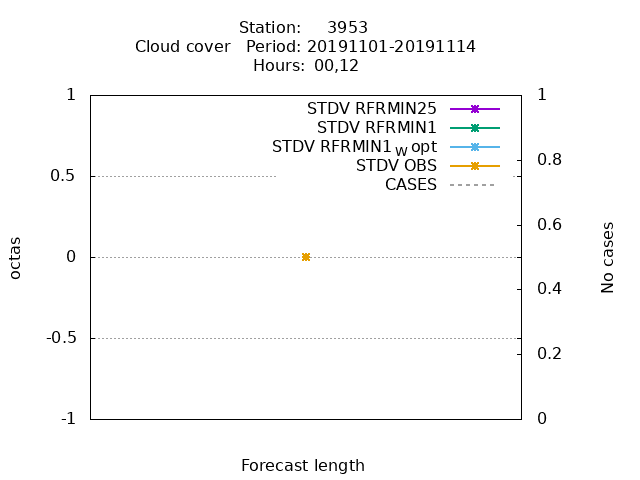 Station: 3953
Cloud cover Period: 20191101-20191114
Hours: 00,12
1
0.5
0
-0.5
-1
octas
STDV RFRMIN25
STDV RFRMIN1
STDV RFRMIN1w opt
STDV OBS
CASES
1
0.8
0.6
0.4
0.2
0
No cases
Forecast length